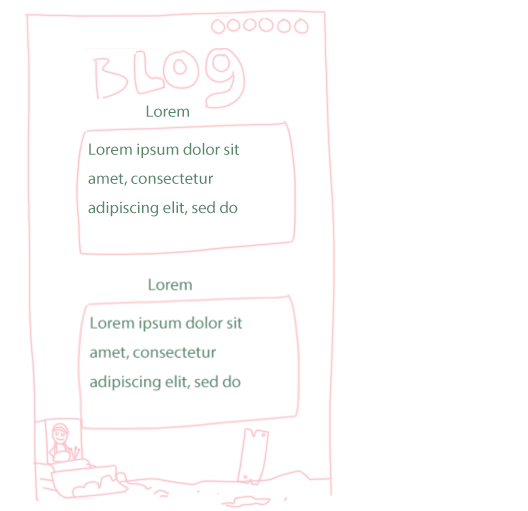 BLOg
Lorem
Lorem ipsum dolor sit
amet, consectetur
adipiscing elit, sed do
Lorem
Lorem ipsum dolor sit
amet, consectetur
adipiscing elit, sed do